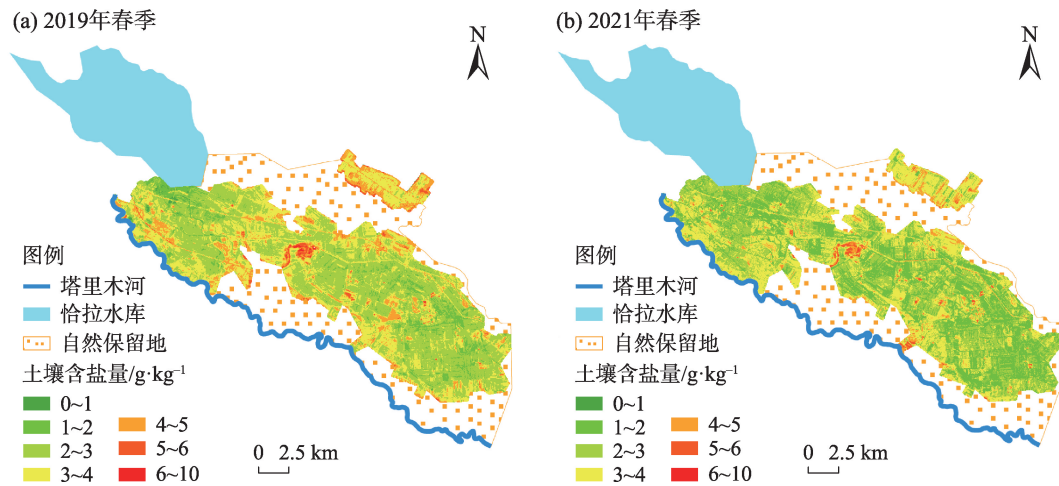 (a) 2019年春季
N
图例
塔里木河
恰拉水库
自然保留地
土壤含盐量/g·kg⁻¹
0~1
1~2
2~3
3~4
4~5
5~6
6~10
0 2.5 km
(b) 2021年春季
N
图例
塔里木河
恰拉水库
自然保留地
土壤含盐量/g·kg⁻¹
0~1
1~2
2~3
3~4
4~5
5~6
6~10
0 2.5 km